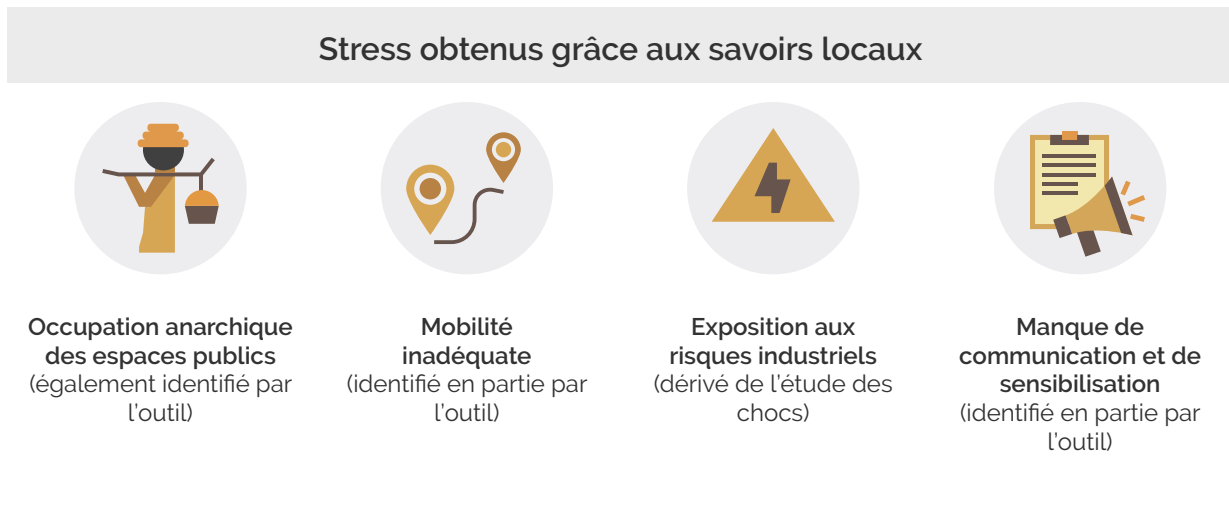 Stress obtenus grâce aux savoirs locaux
Occupation anarchique
des espaces publics
(également identifié par
l'outil)
Mobilité
inadéquate
(identifié en partie par
l'outil)
Exposition aux
risques industriels
(dérivé de l'étude des
chocs)
Manque de
communication et de
sensibilisation
(identifié en partie par
l'outil)